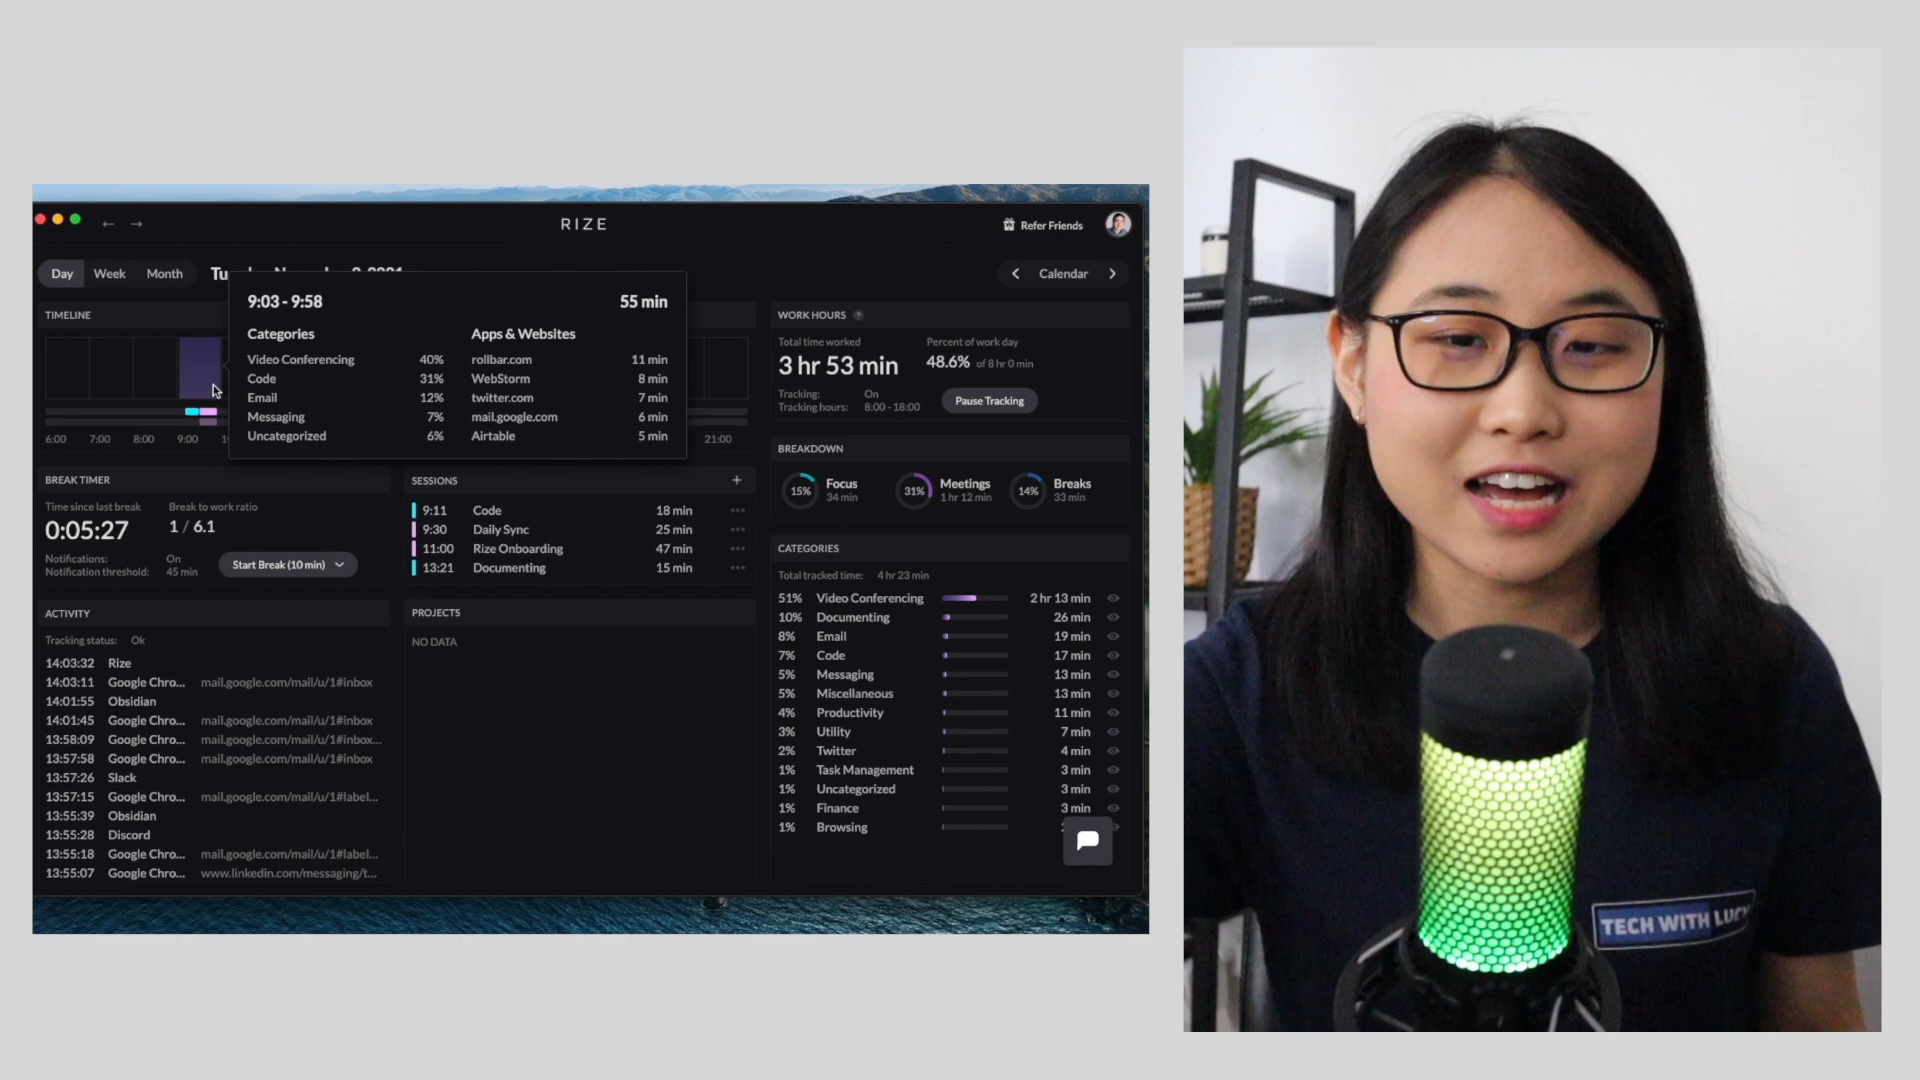 RIZE
Refer Friends
Day Week Month
Calendar
TIMELINE
9:03 - 9:58 55 min
Categories Apps & Websites
Video Conferencing 40% rollbar.com 11 min
Code 31% WebStorm 8 min
Email 12% twitter.com 7 min
Messaging 7% mail.google.com 6 min
Uncategorized 6% Airtable 5 min
6:00 7:00 8:00 9:00 21:00
WORK HOURS ?
Total time worked Percent of work day
3 hr 53 min 48.6% of 8 hr 0 min
Tracking: On
Tracking hours: 8:00 - 18:00
Pause Tracking
BREAK TIMER
Time since last break Break to work ratio
0:05:27 1 / 6.1
Notifications: On
Notification threshold: 45 min
Start Break (10 min)
SESSIONS +
9:11 Code 18 min
9:30 Daily Sync 25 min
11:00 Rize Onboarding 47 min
13:21 Documenting 15 min
BREAKDOWN
15% Focus 34 min
31% Meetings 1 hr 12 min
14% Breaks 33 min
ACTIVITY
Tracking status: Ok
14:03:32 Rize
14:03:11 Google Chro... mail.google.com/mail/u/1#inbox
14:01:55 Obsidian
14:01:45 Google Chro... mail.google.com/mail/u/1#inbox
13:58:09 Google Chro... mail.google.com/mail/u/1#inbox...
13:57:58 Google Chro... mail.google.com/mail/u/1#inbox
13:57:26 Slack
13:57:15 Google Chro... mail.google.com/mail/u/1#label...
13:55:39 Obsidian
13:55:28 Discord
13:55:18 Google Chro... mail.google.com/mail/u/1#label...
13:55:07 Google Chro... www.linkedin.com/messaging/t...
PROJECTS
NO DATA
CATEGORIES
Total tracked time: 4 hr 23 min
51% Video Conferencing 2 hr 13 min
10% Documenting 26 min
8% Email 19 min
7% Code 17 min
5% Messaging 13 min
5% Miscellaneous 13 min
4% Productivity 11 min
3% Utility 7 min
2% Twitter 4 min
1% Task Management 3 min
1% Uncategorized 3 min
1% Finance 3 min
1% Browsing
TECH WITH LUCY